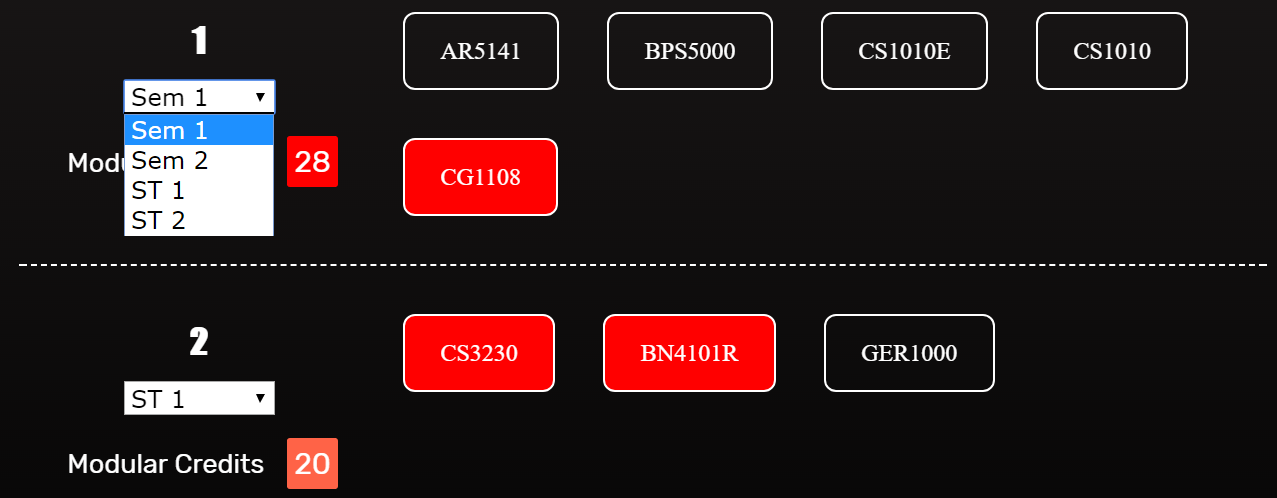 1
AR5141 BPS5000 CS1010E CS1010
Sem 1
Sem 1
Sem 2
ST 1
ST 2
28
CG1108
2
CS3230 BN4101R GER1000
ST 1
Modular Credits 20